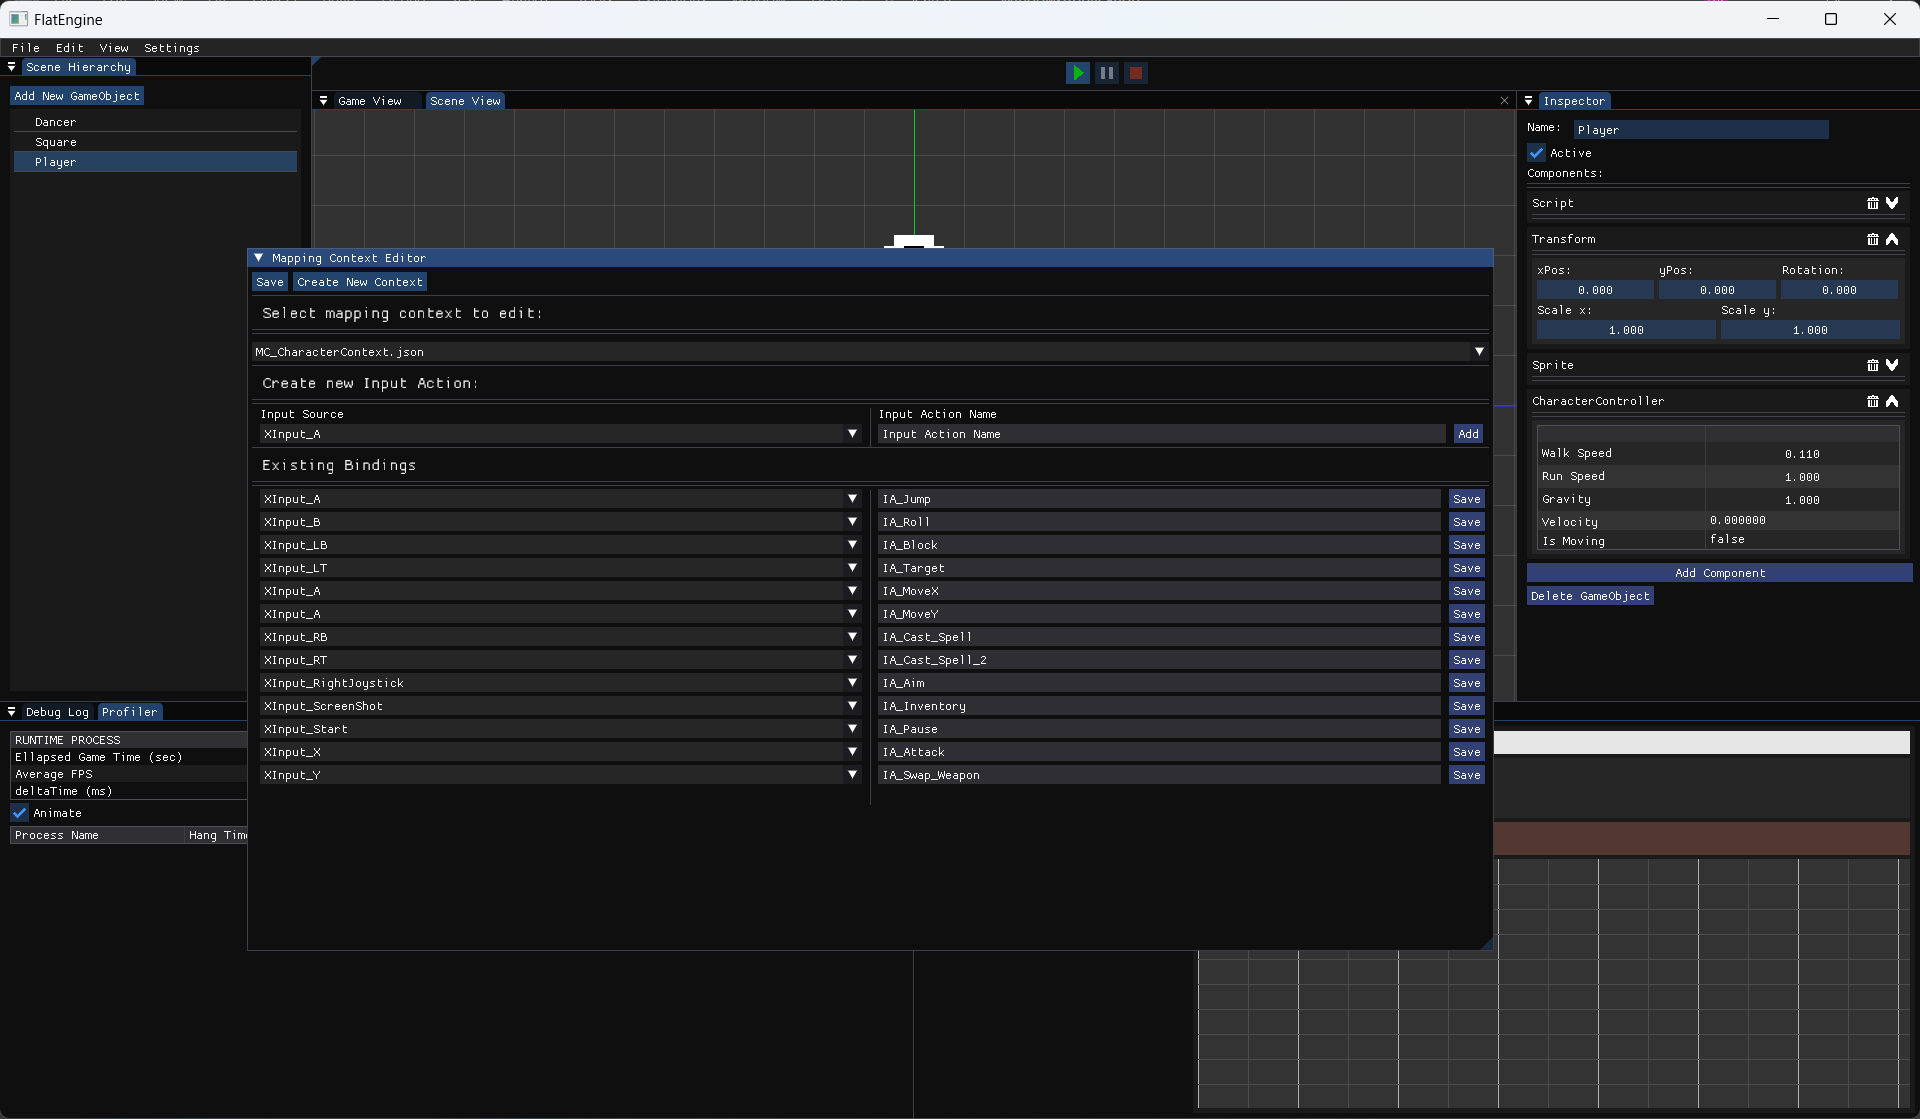 FlatEngine
File Edit View Settings
Scene Hierarchy
Add New GameObject
Dancer
Square
Player
Game View Scene View
Mapping Context Editor
Save Create New Context
Select mapping context to edit:
MC_CharacterContext.json
Create new Input Action:
Input Source Input Action Name
XInput_A Input Action Name Add
Existing Bindings
XInput_A IA_Jump Save
XInput_B IA_Roll Save
XInput_LB IA_Block Save
XInput_LT IA_Target Save
XInput_A IA_MoveX Save
XInput_A IA_MoveY Save
XInput_RB IA_Cast_Spell Save
XInput_RT IA_Cast_Spell_2 Save
XInput_RightJoystick IA_Aim Save
XInput_ScreenShot IA_Inventory Save
XInput_Start IA_Pause Save
XInput_X IA_Attack Save
XInput_Y IA_Swap_Weapon Save
Inspector
Name: Player
Active
Components:
Script
Transform
xPos: yPos: Rotation:
0.000 0.000 0.000
Scale x: Scale y:
1.000 1.000
Sprite
CharacterController
Walk Speed 0.110
Run Speed 1.000
Gravity 1.000
Velocity 0.000000
Is Moving false
Add Component
Delete GameObject
Debug Log Profiler
RUNTIME PROCESS
Ellapsed Game Time (sec)
Average FPS
deltaTime (ms)
Animate
Process Name Hang Time